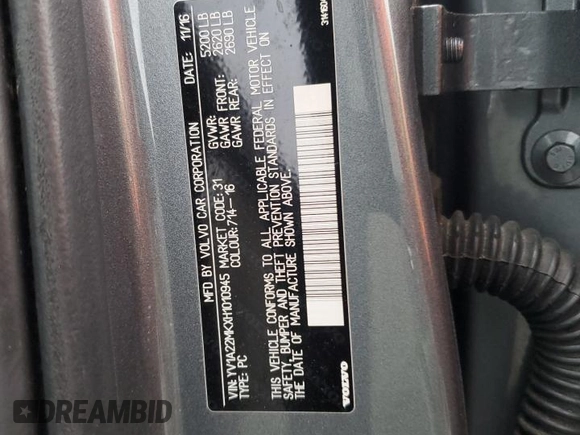 MFD BY VOLVO CAR CORPORATION DATE: 11/16
GVWR: 5200 LB
GAWR FRONT: 2620 LB
GAWR REAR: 2690 LB
VIN: YV1A22MKXH1010945 MARKET CODE: 31
TYPE: PC COLOUR: 714-16
THIS VEHICLE CONFORMS TO ALL APPLICABLE FEDERAL MOTOR VEHICLE
SAFETY, BUMPER AND THEFT PREVENTION STANDARDS IN EFFECT ON
THE DATE OF MANUFACTURE SHOWN ABOVE.
VOLVO
DREAMBID